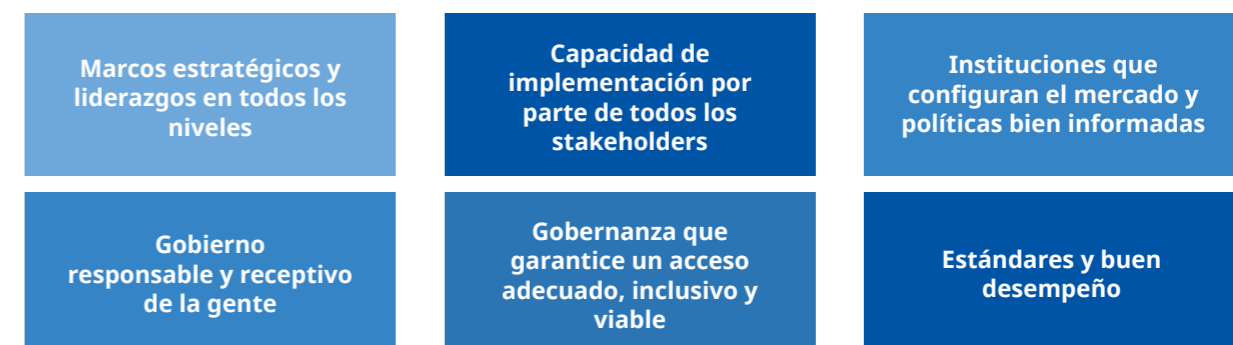 Marcos estratégicos y
liderazgos en todos los
niveles
Capacidad de
implementación por
parte de todos los
stakeholders
Instituciones que
configuran el mercado y
políticas bien informadas
Gobierno
responsable y receptivo
de la gente
Gobernanza que
garantice un acceso
adecuado, inclusivo y
viable
Estándares y buen
desempeño